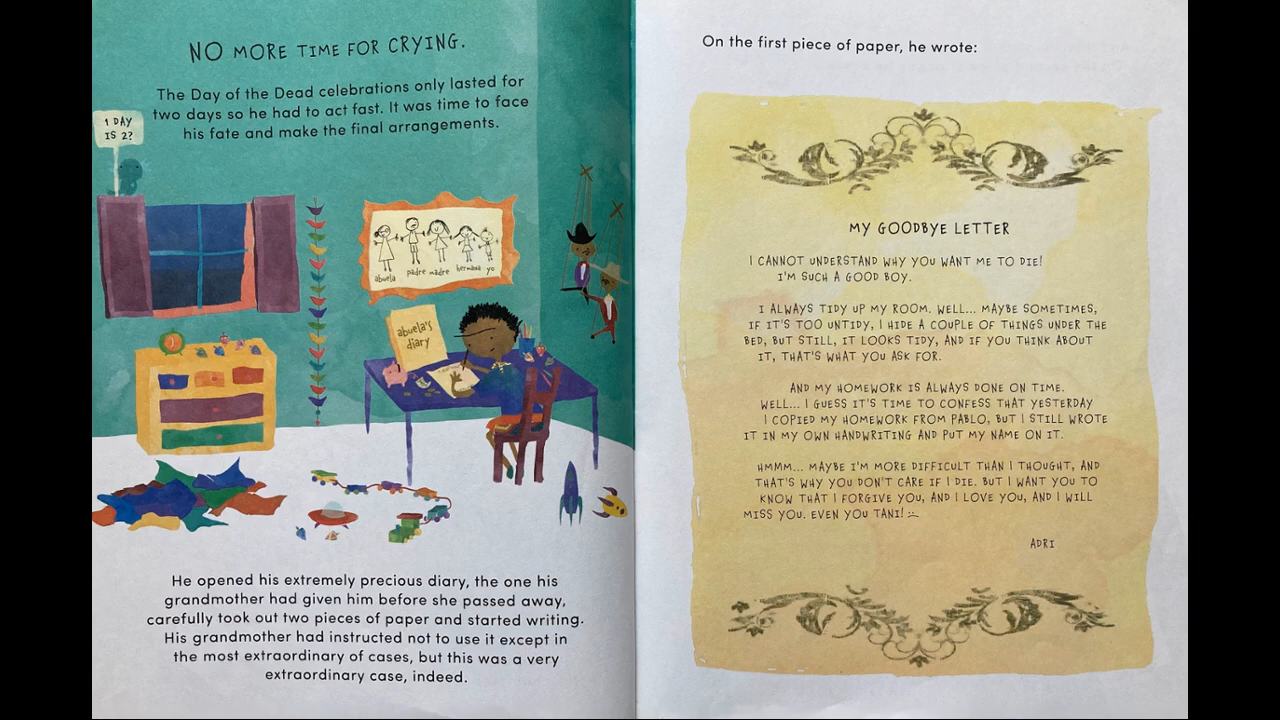 NO MORE TIME FOR CRYING.
The Day of the Dead celebrations only lasted for
two days so he had to act fast. It was time to face
his fate and make the final arrangements.
1 DAY
IS 2?
abuela padre madre hermana yo
abuela's
diary
He opened his extremely precious diary, the one his
grandmother had given him before she passed away,
carefully took out two pieces of paper and started writing.
His grandmother had instructed not to use it except in
the most extraordinary of cases, but this was a very
extraordinary case, indeed.
On the first piece of paper, he wrote:
MY GOODBYE LETTER
I CANNOT UNDERSTAND WHY YOU WANT ME TO DIE!
I'M SUCH A GOOD BOY.
I ALWAYS TIDY UP MY ROOM. WELL... MAYBE SOMETIMES,
IF IT'S TOO UNTIDY, I HIDE A COUPLE OF THINGS UNDER THE
BED, BUT STILL, IT LOOKS TIDY, AND IF YOU THINK ABOUT
IT, THAT'S WHAT YOU ASK FOR.
AND MY HOMEWORK IS ALWAYS DONE ON TIME.
WELL... I GUESS IT'S TIME TO CONFESS THAT YESTERDAY
I COPIED MY HOMEWORK FROM PABLO, BUT I STILL WROTE
IT IN MY OWN HANDWRITING AND PUT MY NAME ON IT.
HMMM... MAYBE I'M MORE DIFFICULT THAN I THOUGHT, AND
THAT'S WHY YOU DON'T CARE IF I DIE. BUT I WANT YOU TO
KNOW THAT I FORGIVE YOU, AND I LOVE YOU, AND I WILL
MISS YOU. EVEN YOU TANI!
ADRI